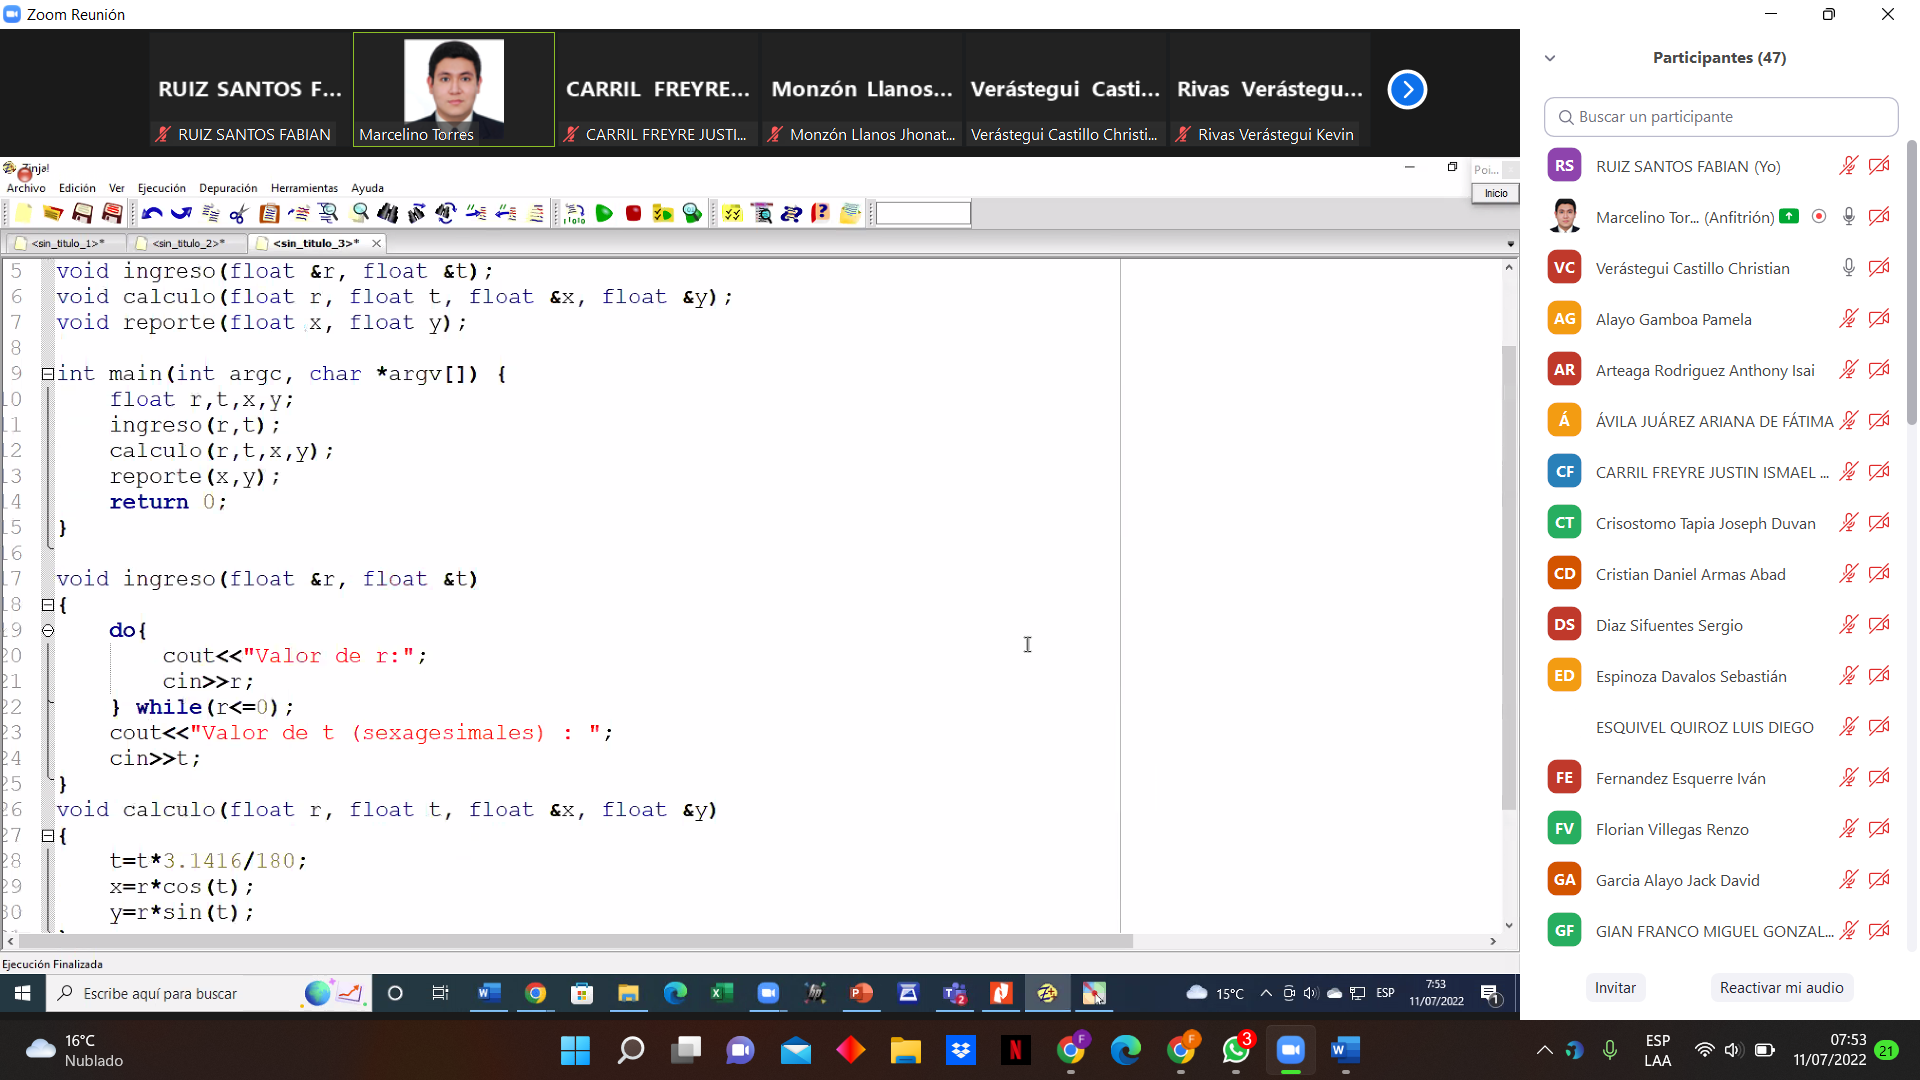 Zoom Reunión
RUIZ SANTOS F...
CARRIL FREYRE...
Monzón Llanos...
Verástegui Casti...
Rivas Verástegu...
RUIZ SANTOS FABIAN
Marcelino Torres
CARRIL FREYRE JUSTI...
Monzón Llanos Jhonat...
Verástegui Castillo Christi...
Rivas Verástegui Kevin
ZinjaI
Poi...
Archivo Edición Ver Ejecución Depuración Herramientas Ayuda
Inicio
<sin_titulo_1>* <sin_titulo_2>* <sin_titulo_3>*
5 void ingreso(float &r, float &t);
6 void calculo(float r, float t, float &x, float &y);
7 void reporte(float x, float y);
8
9 int main(int argc, char *argv[]) {
10 float r,t,x,y;
11 ingreso(r,t);
12 calculo(r,t,x,y);
13 reporte(x,y);
14 return 0;
15 }
16
17 void ingreso(float &r, float &t)
18 {
19 do{
20 cout<<"Valor de r:";
21 cin>>r;
22 } while(r<=0);
23 cout<<"Valor de t (sexagesimales) : ";
24 cin>>t;
25 }
26 void calculo(float r, float t, float &x, float &y)
27 {
28 t=t*3.1416/180;
29 x=r*cos(t);
30 y=r*sin(t);
Ejecución Finalizada
Escribe aquí para buscar
15°C
ESP
7:53
11/07/2022
1
Participantes (47)
Buscar un participante
RS RUIZ SANTOS FABIAN (Yo)
Marcelino Tor... (Anfitrión)
VC Verástegui Castillo Christian
AG Alayo Gamboa Pamela
AR Arteaga Rodriguez Anthony Isai
Á ÁVILA JUÁREZ ARIANA DE FÁTIMA
CF CARRIL FREYRE JUSTIN ISMAEL ...
CT Crisostomo Tapia Joseph Duvan
CD Cristian Daniel Armas Abad
DS Diaz Sifuentes Sergio
ED Espinoza Davalos Sebastián
ESQUIVEL QUIROZ LUIS DIEGO
FE Fernandez Esquerre Iván
FV Florian Villegas Renzo
GA Garcia Alayo Jack David
GF GIAN FRANCO MIGUEL GONZAL...
Invitar
Reactivar mi audio
16°C
Nublado
3
ESP
LAA
07:53
11/07/2022
21